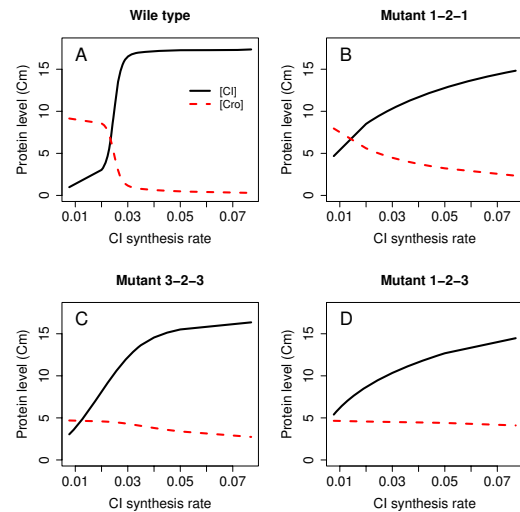 Wile type
A
[CI]
[Cro]
Protein level (Cm)
0 5 10 15
0.01 0.03 0.05 0.07
CI synthesis rate
Mutant 1−2−1
B
Protein level (Cm)
0 5 10 15
0.01 0.03 0.05 0.07
CI synthesis rate
Mutant 3−2−3
C
Protein level (Cm)
0 5 10 15
0.01 0.03 0.05 0.07
CI synthesis rate
Mutant 1−2−3
D
Protein level (Cm)
0 5 10 15
0.01 0.03 0.05 0.07
CI synthesis rate